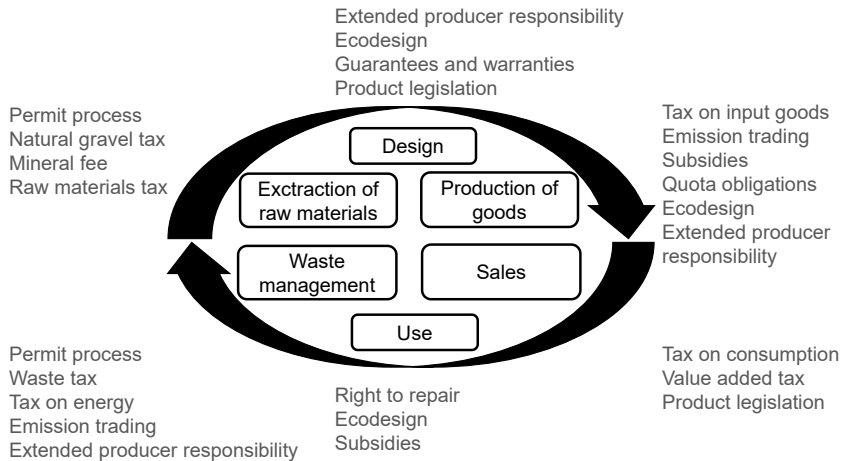 Extended producer responsibility
Ecodesign
Guarantees and warranties
Product legislation
Permit process
Natural gravel tax
Mineral fee
Raw materials tax
Tax on input goods
Emission trading
Subsidies
Quota obligations
Ecodesign
Extended producer
responsibility
Design
Exctraction of
raw materials
Production of
goods
Waste
management
Sales
Use
Permit process
Waste tax
Tax on energy
Emission trading
Extended producer responsibility
Right to repair
Ecodesign
Subsidies
Tax on consumption
Value added tax
Product legislation